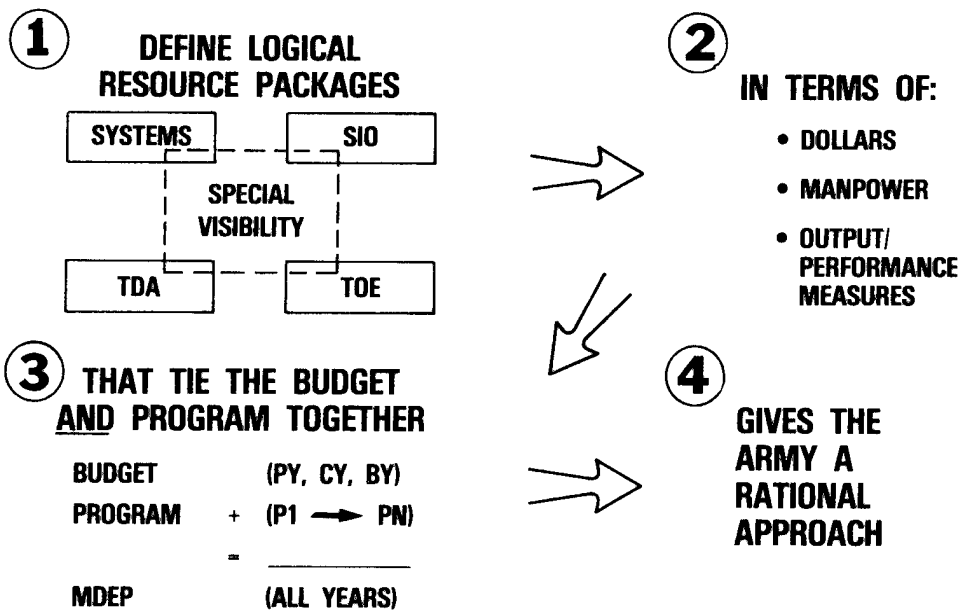 1
DEFINE LOGICAL
RESOURCE PACKAGES
SYSTEMS
SIO
SPECIAL
VISIBILITY
TDA
TOE
2
IN TERMS OF:
• DOLLARS
• MANPOWER
• OUTPUT/
PERFORMANCE
MEASURES
3
THAT TIE THE BUDGET
AND PROGRAM TOGETHER
BUDGET (PY, CY, BY)
PROGRAM + (P1 → PN)
=
MDEP (ALL YEARS)
4
GIVES THE
ARMY A
RATIONAL
APPROACH